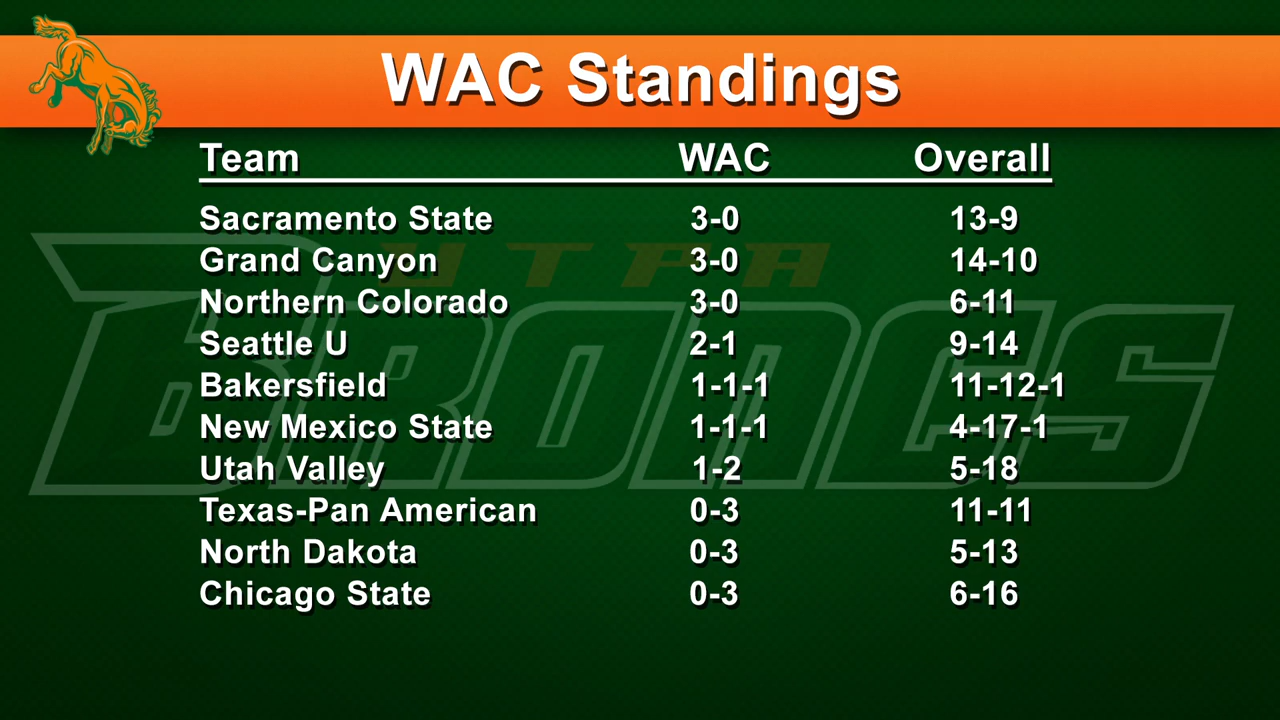 WAC Standings
Team WAC Overall
Sacramento State 3-0 13-9
UTPA
Grand Canyon 3-0 14-10
Northern Colorado 3-0 6-11
Seattle U 2-1 9-14
BRONCS
Bakersfield 1-1-1 11-12-1
New Mexico State 1-1-1 4-17-1
Utah Valley 1-2 5-18
Texas-Pan American 0-3 11-11
North Dakota 0-3 5-13
Chicago State 0-3 6-16